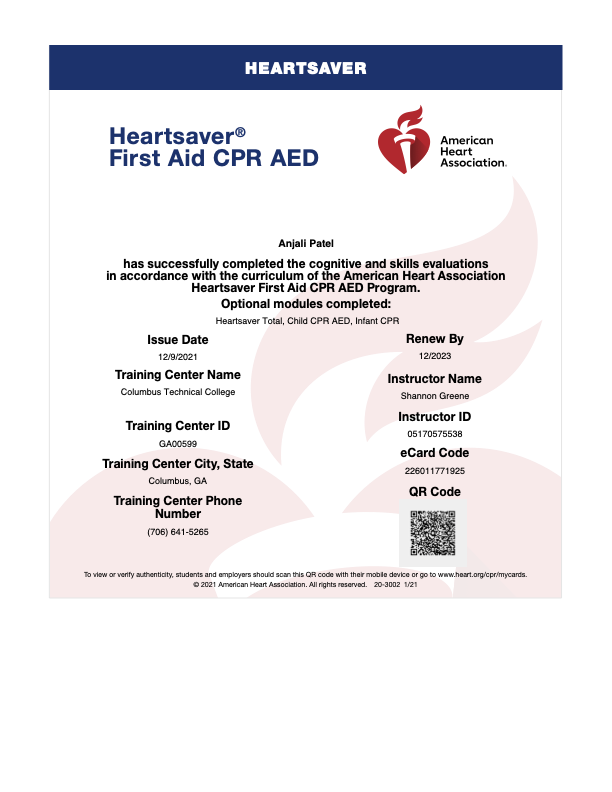 HEARTSAVER
Heartsaver®
First Aid CPR AED
American
Heart
Association.
Anjali Patel
has successfully completed the cognitive and skills evaluations
in accordance with the curriculum of the American Heart Association
Heartsaver First Aid CPR AED Program.
Optional modules completed:
Heartsaver Total, Child CPR AED, Infant CPR
Issue Date
12/9/2021
Training Center Name
Columbus Technical College
Training Center ID
GA00599
Training Center City, State
Columbus, GA
Training Center Phone
Number
(706) 641-5265
Renew By
12/2023
Instructor Name
Shannon Greene
Instructor ID
05170575538
eCard Code
226011771925
QR Code
To view or verify authenticity, students and employers should scan this QR code with their mobile device or go to www.heart.org/cpr/mycards.
© 2021 American Heart Association. All rights reserved. 20-3002 1/21